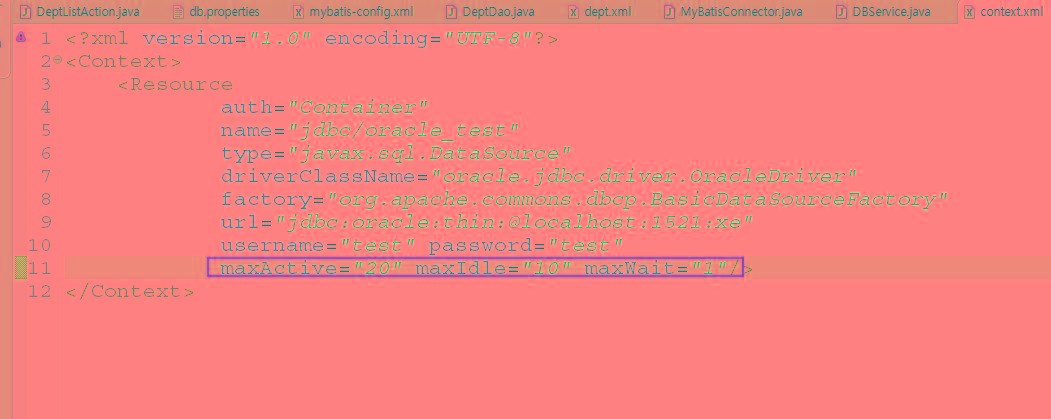 DeptListAction.java db.properties mybatis-config.xml DeptDao.java dept.xml MyBatisConnector.java DBService.java context.xml
1 <?xml version="1.0" encoding="UTF-8"?>
2 <Context>
3 <Resource
4 auth="Container"
5 name="jdbc/oracle_test"
6 type="javax.sql.DataSource"
7 driverClassName="oracle.jdbc.driver.OracleDriver"
8 factory="org.apache.commons.dbcp.BasicDataSourceFactory"
9 url="jdbc:oracle:thin:@localhost:1521:xe"
10 username="test" password="test"
11 maxActive="20" maxIdle="10" maxWait="1"/>
12 </Context>